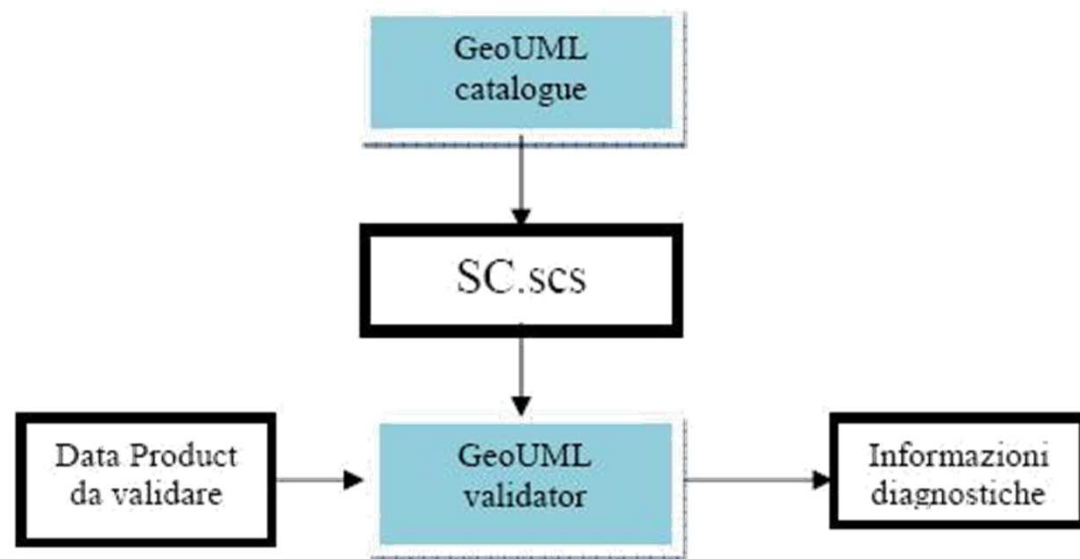 GeoUML
catalogue
SC.scs
Data Product
da validare
GeoUML
validator
Informazioni
diagnostiche